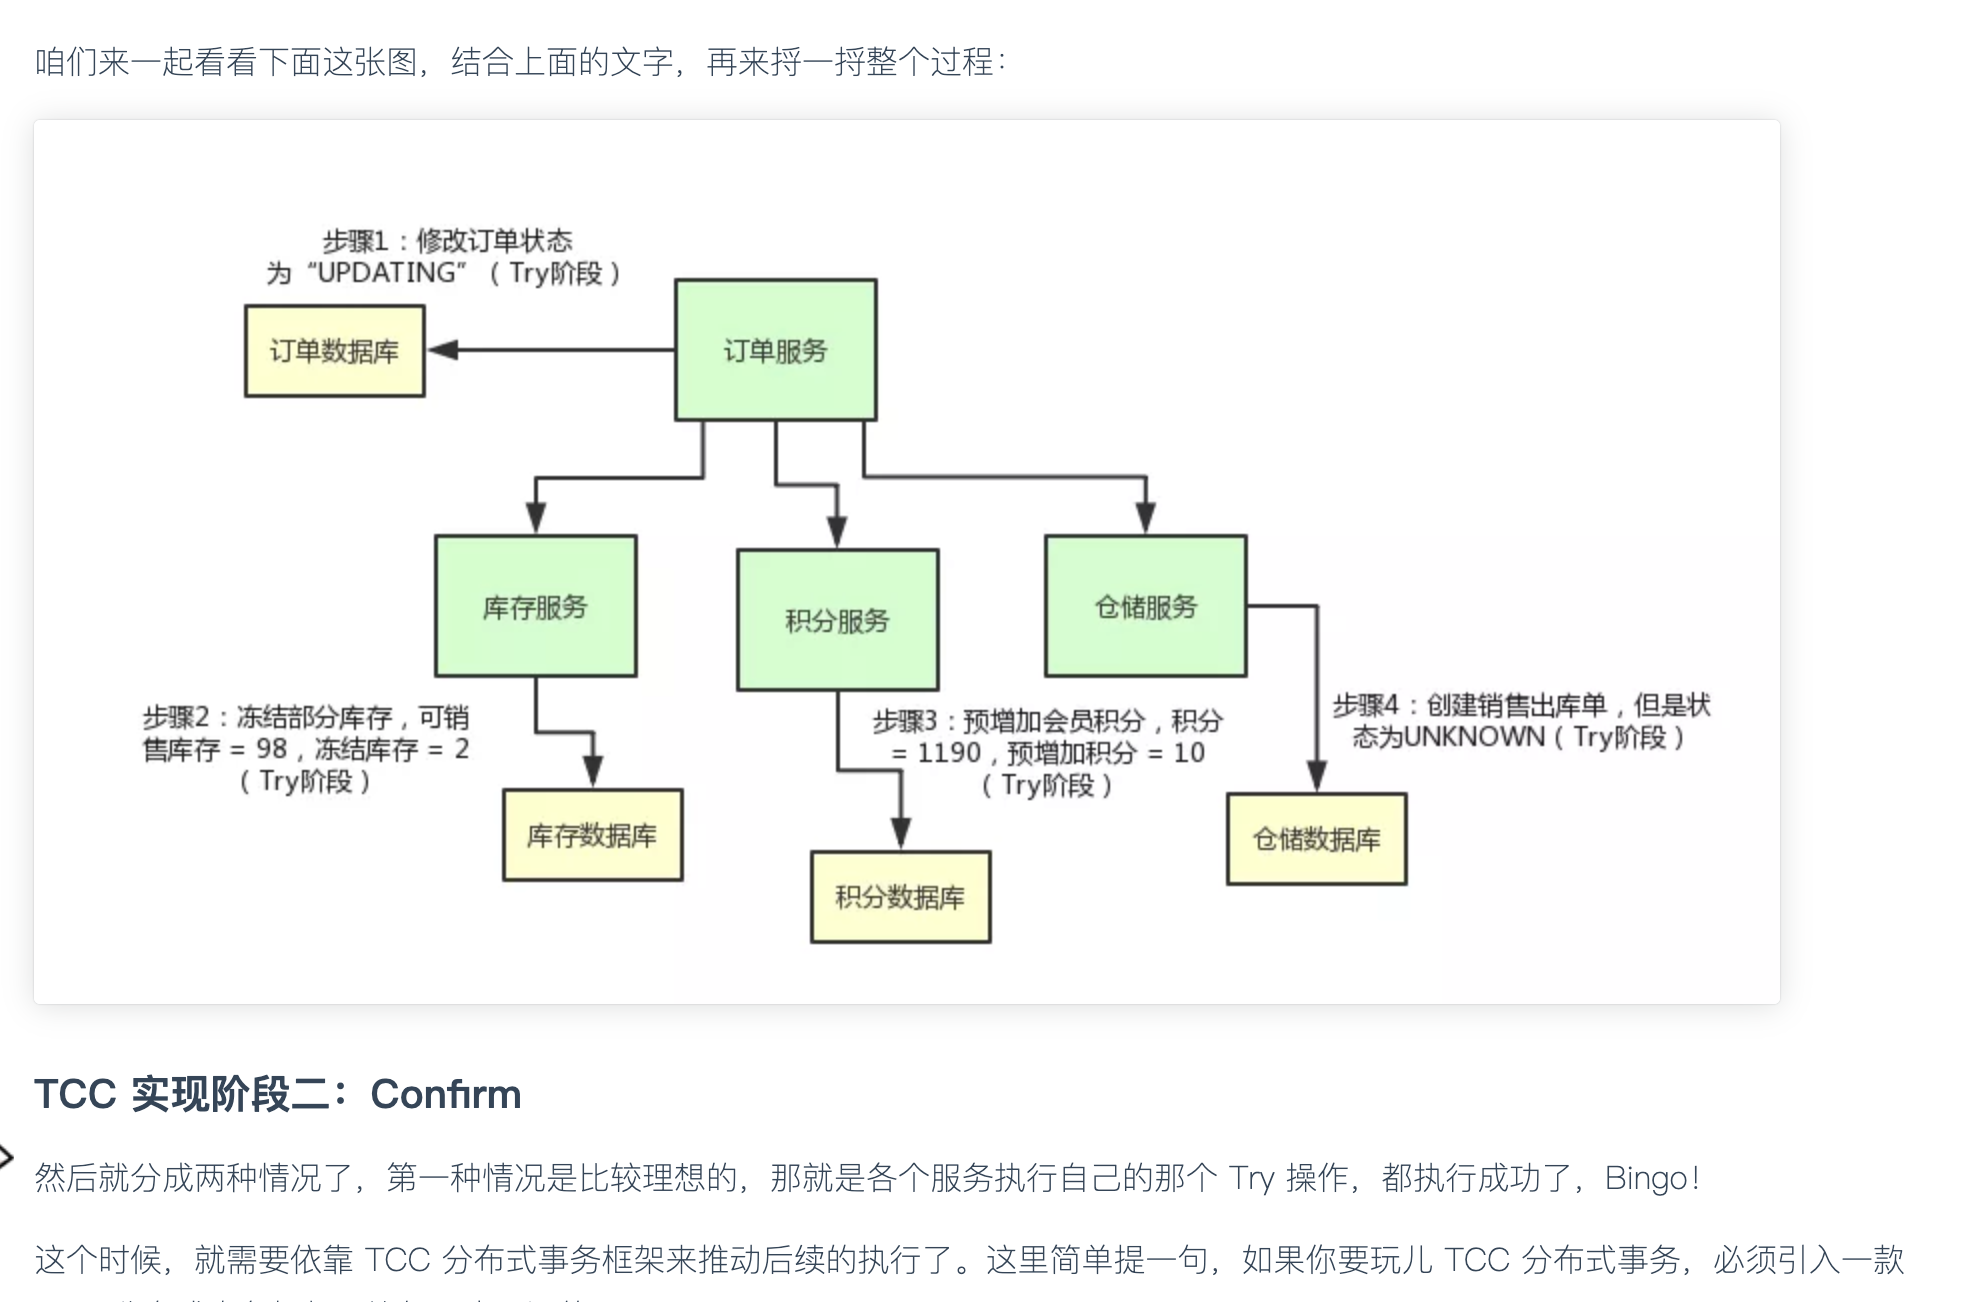 咱们来一起看看下面这张图，结合上面的文字，再来捋一捋整个过程：
步骤1：修改订单状态
为“UPDATING”（Try阶段）
订单数据库
订单服务
库存服务
积分服务
仓储服务
步骤2：冻结部分库存，可销
售库存 = 98，冻结库存 = 2
（Try阶段）
步骤3：预增加会员积分，积分
= 1190，预增加积分 = 10
（Try阶段）
步骤4：创建销售出库单，但是状
态为UNKNOWN（Try阶段）
库存数据库
积分数据库
仓储数据库
TCC 实现阶段二：Confirm
然后就分成两种情况了，第一种情况是比较理想的，那就是各个服务执行自己的那个 Try 操作，都执行成功了，Bingo！
这个时候，就需要依靠 TCC 分布式事务框架来推动后续的执行了。这里简单提一句，如果你要玩儿 TCC 分布式事务，必须引入一款